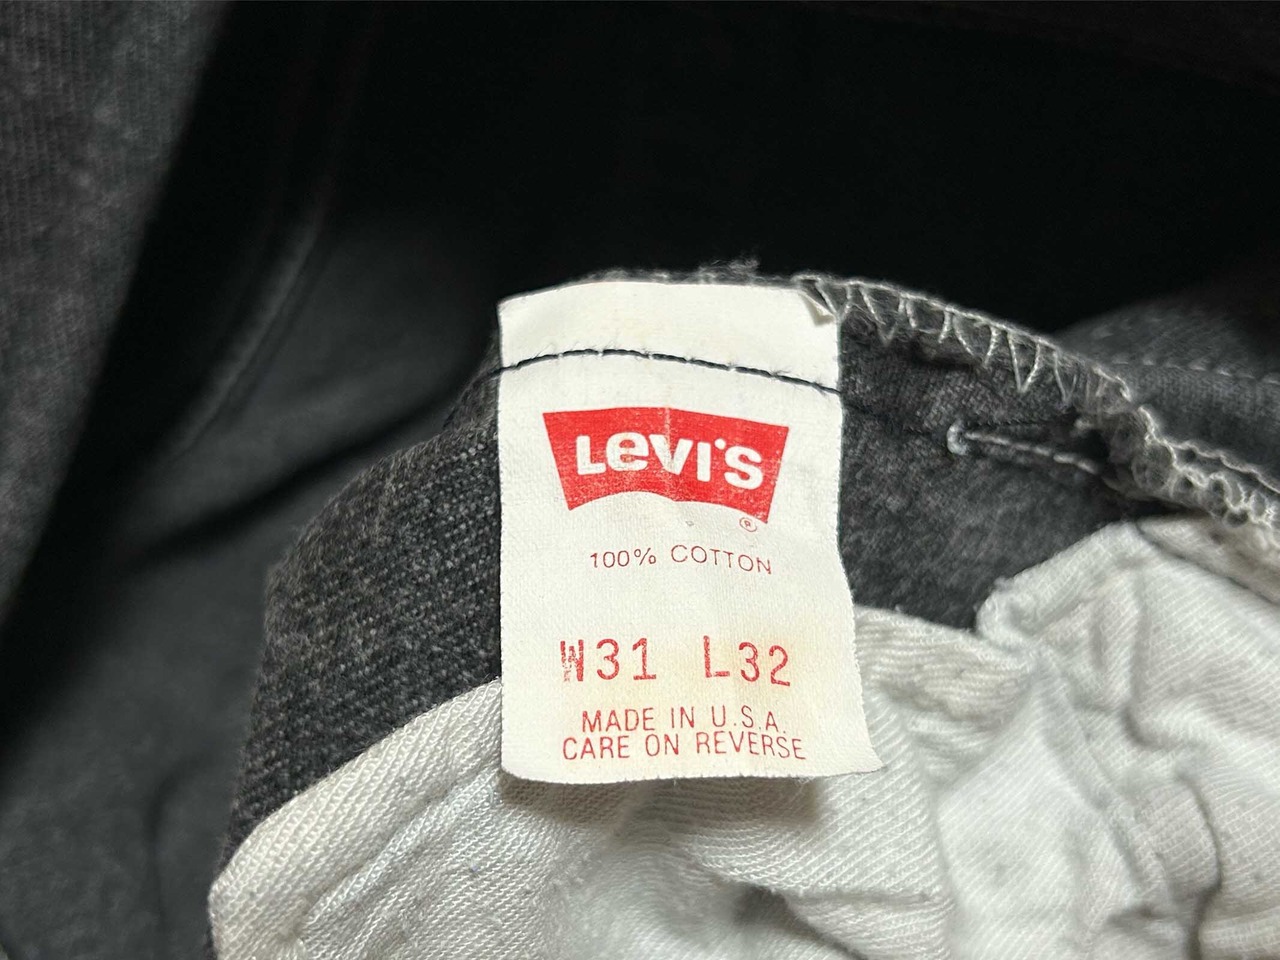 Levi's
®
100% COTTON
W31 L32
MADE IN U.S.A.
CARE ON REVERSE